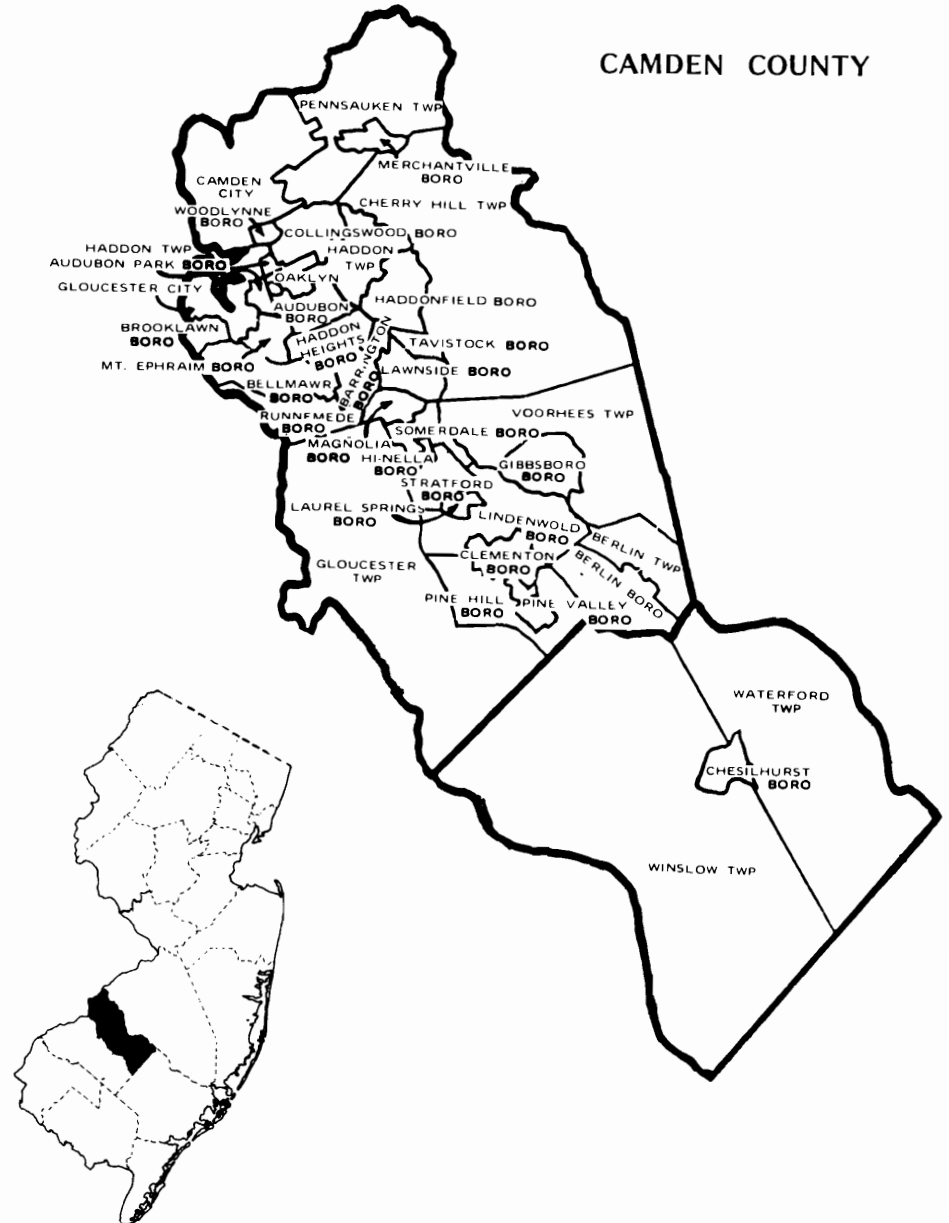 CAMDEN COUNTY
PENNSAUKEN TWP
MERCHANTVILLE
BORO
CAMDEN
CITY
CHERRY HILL TWP
WOODLYNNE
BORO
COLLINGSWOOD BORO
HADDON TWP
HADDON
TWP
AUDUBON PARK BORO
OAKLYN
GLOUCESTER CITY
HADDONFIELD BORO
AUDUBON
BORO
BROOKLAWN
BORO
HADDON
HEIGHTS
BORO
BARRINGTON
BORO
TAVISTOCK BORO
MT. EPHRAIM BORO
LAWNSIDE BORO
BELLMAWR
BORO
RUNNEMEDE
BORO
VOORHEES TWP
SOMERDALE BORO
MAGNOLIA
BORO
HI-NELLA
BORO
GIBBSBORO
BORO
STRATFORD
BORO
LAUREL SPRINGS
BORO
LINDENWOLD
BORO
BERLIN TWP
CLEMENTON
BORO
BERLIN BORO
GLOUCESTER
TWP
PINE HILL
BORO
PINE VALLEY
BORO
WATERFORD
TWP
CHESILHURST
BORO
WINSLOW TWP